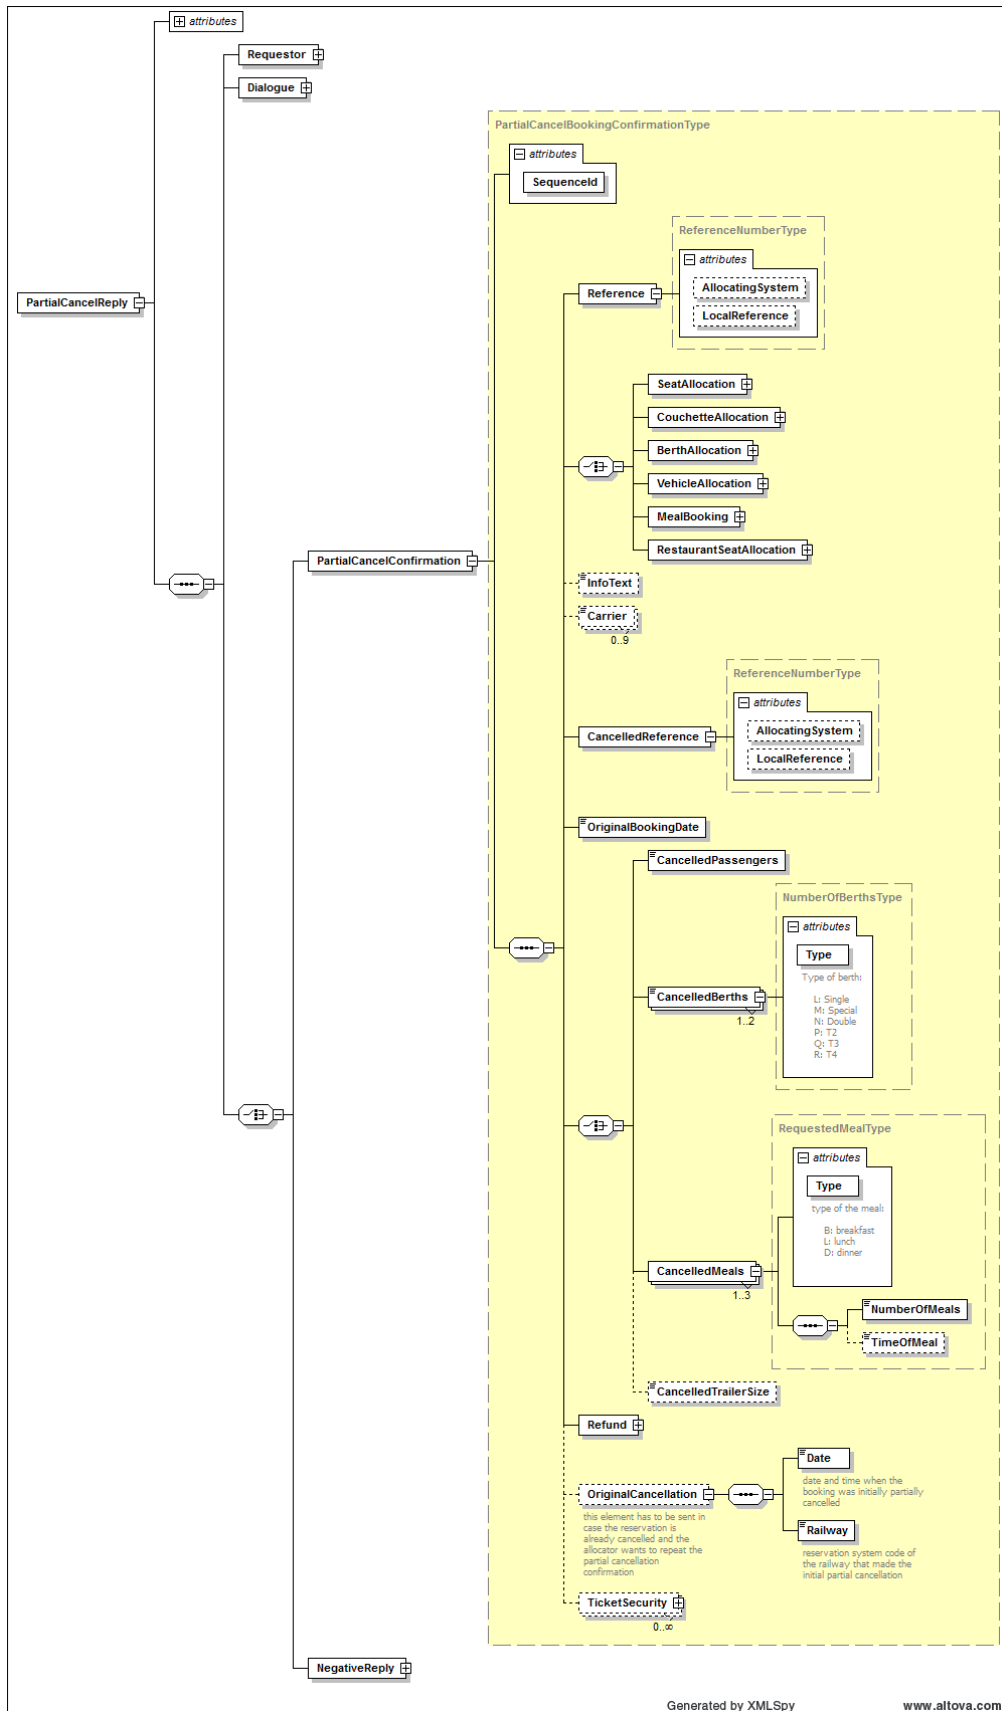 attributes
Requestor
Dialogue
PartialCancelBookingConfirmationType
attributes
SequenceId
ReferenceNumberType
attributes
AllocatingSystem
LocalReference
PartialCancelReply
Reference
SeatAllocation
CouchetteAllocation
BerthAllocation
VehicleAllocation
MealBooking
RestaurantSeatAllocation
PartialCancelConfirmation
InfoText
Carrier
0..9
ReferenceNumberType
attributes
AllocatingSystem
LocalReference
CancelledReference
OriginalBookingDate
CancelledPassengers
NumberOfBerthsType
attributes
Type
Type of berth:
L: Single
M: Special
N: Double
P: T2
Q: T3
R: T4
CancelledBerths
1..2
RequestedMealType
attributes
Type
type of the meal:
B: breakfast
L: lunch
D: dinner
CancelledMeals
1..3
NumberOfMeals
TimeOfMeal
CancelledTrailerSize
Refund
OriginalCancellation
this element has to be sent in
case the reservation is
already cancelled and the
allocator wants to repeat the
partial cancellation
confirmation
Date
date and time when the
booking was initially partially
cancelled
Railway
reservation system code of
the railway that made the
initial partial cancellation
TicketSecurity
0..∞
NegativeReply
Generated by XMLSpy
www.altova.com